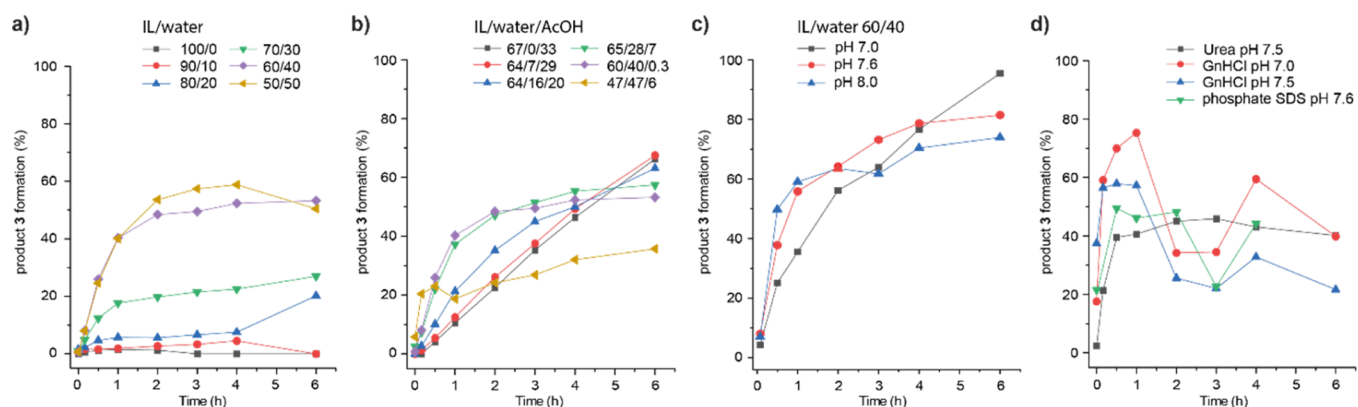 a)
IL/water
100/0
70/30
90/10
60/40
80/20
50/50
product 3 formation (%)
100
80
60
40
20
0
0 1 2 3 4 5 6
Time (h)
b)
IL/water/AcOH
67/0/33
65/28/7
64/7/29
60/40/0.3
64/16/20
47/47/6
product 3 formation (%)
100
80
60
40
20
0
0 1 2 3 4 5 6
Time (h)
c)
IL/water 60/40
pH 7.0
pH 7.6
pH 8.0
product 3 formation (%)
100
80
60
40
20
0
0 1 2 3 4 5 6
Time (h)
d)
Urea pH 7.5
GnHCl pH 7.0
GnHCl pH 7.5
phosphate SDS pH 7.6
product 3 formation (%)
100
80
60
40
20
0
0 1 2 3 4 5 6
Time (h)